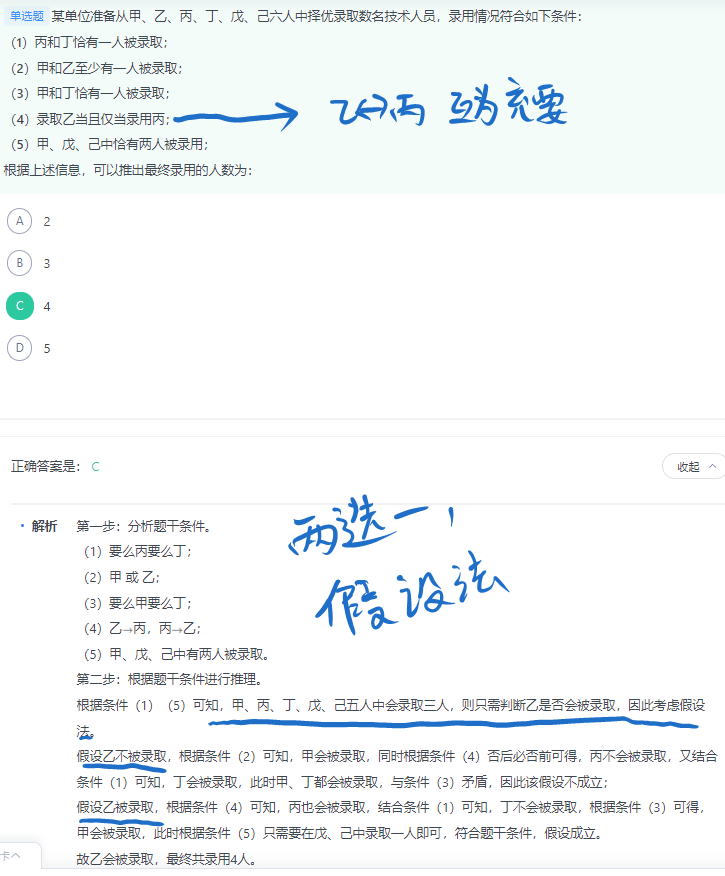 单选题 某单位准备从甲、乙、丙、丁、戊、己六人中择优录取数名技术人员，录用情况符合如下条件：
（1）丙和丁恰有一人被录取；
（2）甲和乙至少有一人被录取；
（3）甲和丁恰有一人被录取；
（4）录取乙当且仅当录用丙；
乙↔丙 互为充要
（5）甲、戊、己中恰有两人被录用；
根据上述信息，可以推出最终录用的人数为：
A 2
B 3
C 4
D 5
正确答案是： C
收起
• 解析 第一步：分析题干条件。
两选一，
（1）要么丙要么丁；
（2）甲 或 乙；
假设法
（3）要么甲要么丁；
（4）乙→丙，丙→乙；
（5）甲、戊、己中有两人被录取。
第二步：根据题干条件进行推理。
根据条件（1）（5）可知，甲、丙、丁、戊、己五人中会录取三人，则只需判断乙是否会被录取，因此考虑假设
法。
假设乙不被录取，根据条件（2）可知，甲会被录取，同时根据条件（4）否后必否前可得，丙不会被录取，又结合
条件（1）可知，丁会被录取，此时甲、丁都会被录取，与条件（3）矛盾，因此该假设不成立；
假设乙被录取，根据条件（4）可知，丙也会被录取，结合条件（1）可知，丁不会被录取，根据条件（3）可得，
甲会被录取，此时根据条件（5）只需要在戊、己中录取一人即可，符合题干条件，假设成立。
卡
故乙会被录取，最终共录用4人。